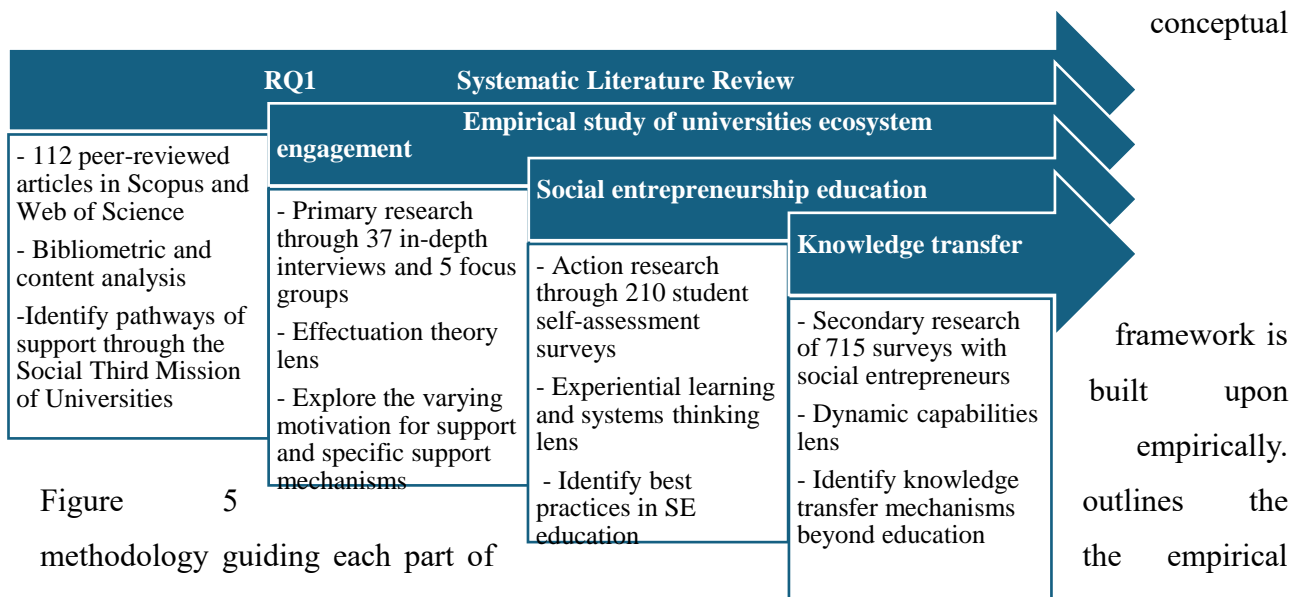 conceptual
RQ1 Systematic Literature Review
Empirical study of universities ecosystem
engagement
Social entrepreneurship education
Knowledge transfer
- 112 peer-reviewed
articles in Scopus and
Web of Science
- Bibliometric and
content analysis
-Identify pathways of
support through the
Social Third Mission
of Universities
- Primary research
through 37 in-depth
interviews and 5 focus
groups
- Effectuation theory
lens
- Explore the varying
motivation for support
and specific support
mechanisms
- Action research
through 210 student
self-assessment
surveys
- Experiential learning
and systems thinking
lens
- Identify best
practices in SE
education
- Secondary research
of 715 surveys with
social entrepreneurs
- Dynamic capabilities
lens
- Identify knowledge
transfer mechanisms
beyond education
framework is
built upon
empirically.
Figure 5 outlines the
methodology guiding each part of the empirical